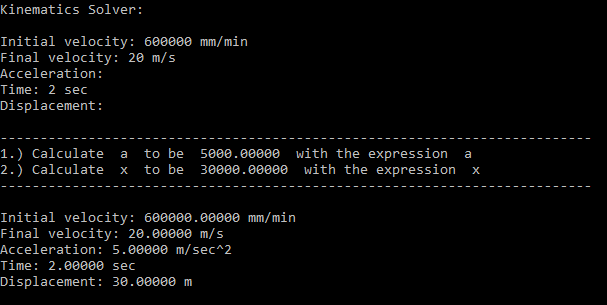 Kinematics Solver:
Initial velocity: 600000 mm/min
Final velocity: 20 m/s
Acceleration:
Time: 2 sec
Displacement:
--------------------------------------------------------------------------
1.) Calculate  a  to be  5000.00000  with the expression  a
2.) Calculate  x  to be  30000.00000  with the expression  x
--------------------------------------------------------------------------
Initial velocity: 600000.00000 mm/min
Final velocity: 20.00000 m/s
Acceleration: 5.00000 m/sec^2
Time: 2.00000 sec
Displacement: 30.00000 m